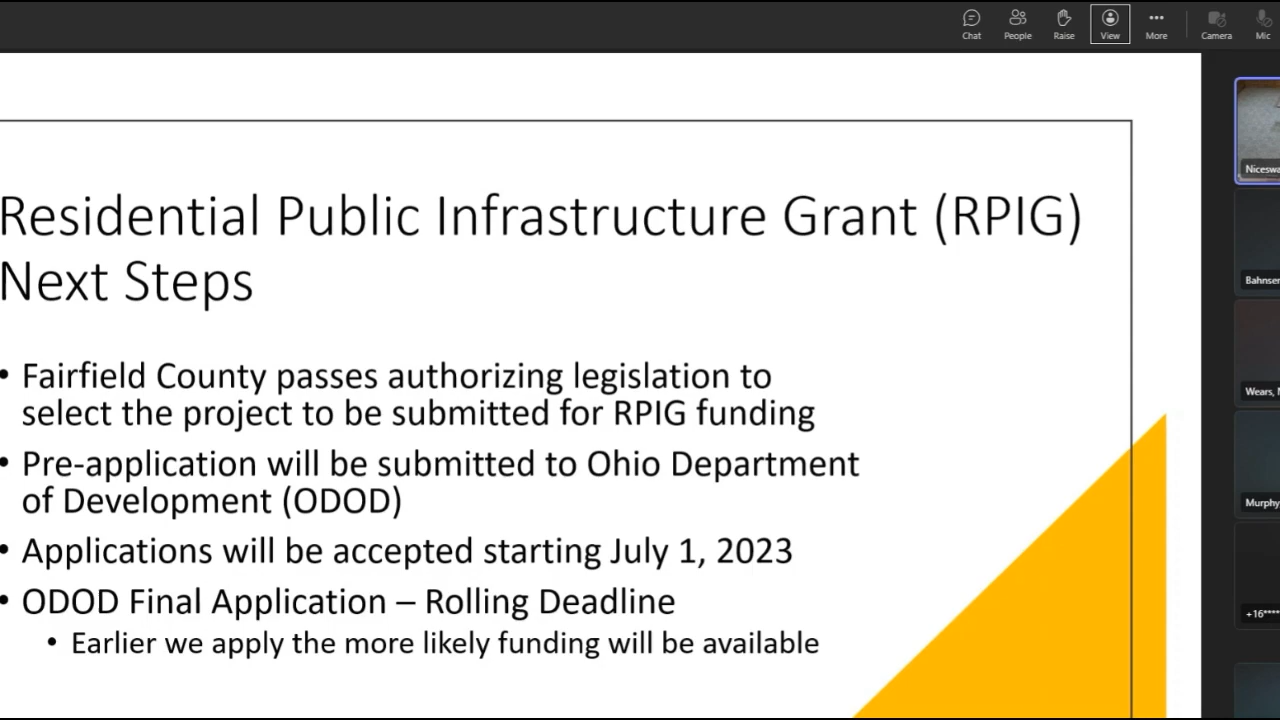 Chat People Raise View More Camera Mic
Residential Public Infrastructure Grant (RPIG)
Next Steps
• Fairfield County passes authorizing legislation to
select the project to be submitted for RPIG funding
• Pre-application will be submitted to Ohio Department
of Development (ODOD)
• Applications will be accepted starting July 1, 2023
• ODOD Final Application – Rolling Deadline
• Earlier we apply the more likely funding will be available
Niceswa
Bahnsen
Wears,
Murphy
+16****